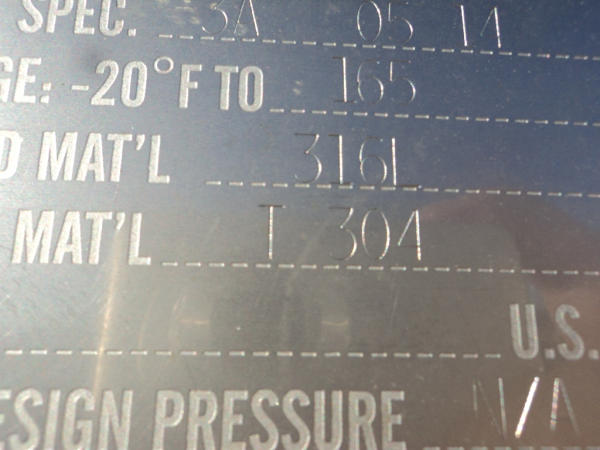 SPEC. 3A 05 14
GE: -20°F TO 165
D MAT'L 316L
MAT'L T 304
U.S.
ESIGN PRESSURE N/A